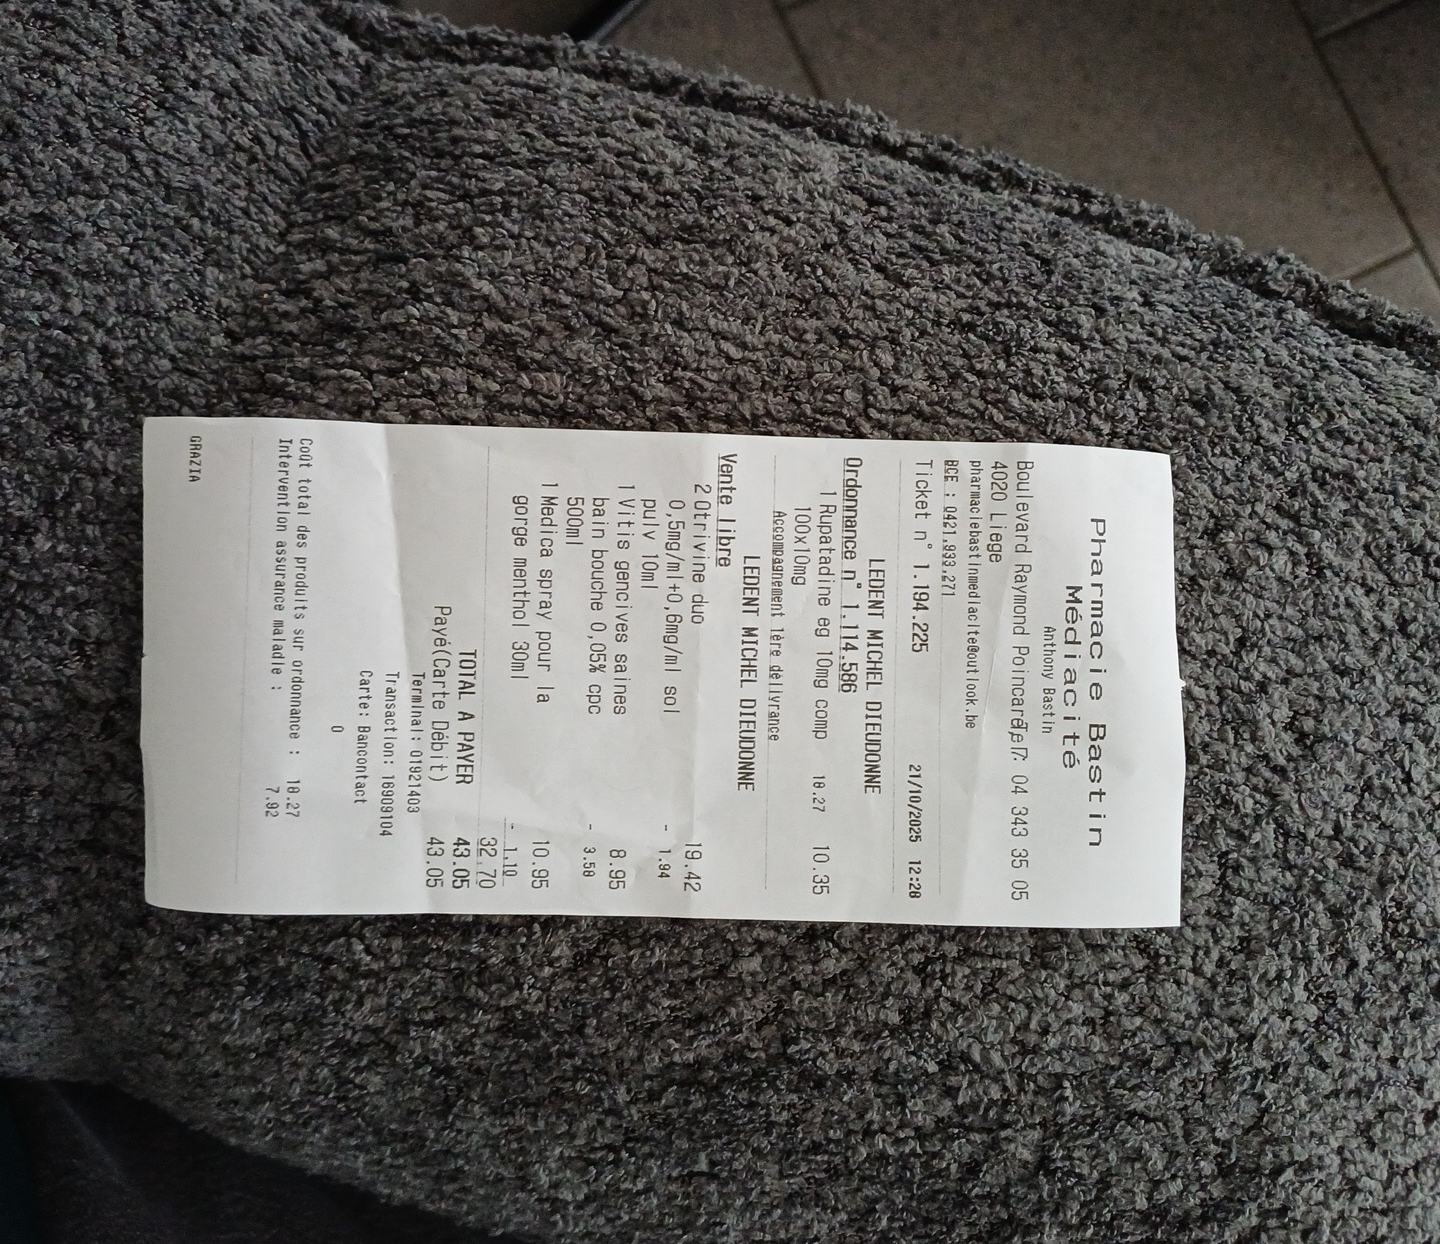 Pharmacie Bastin
Médiacité
Anthony Bastin
Boulevard Raymond Poincaré 7 Tel: 04 343 35 05
4020 Liege
pharmaciebastinmediacite@outlook.be
BCE : 0421.933.271
Ticket n° 1.194.225 21/10/2025 12:28
LEDENT MICHEL DIEUDONNE
Ordonnance n° 1.114.586
1 Rupatadine eg 10mg comp 18.27 10.35
100x10mg
Accompagnement 1ère délivrance
LEDENT MICHEL DIEUDONNE
Vente libre
2 Otrivine duo 19.42
0,5mg/ml+0,6mg/ml sol - 1.94
pulv 10ml
1 Vitis gencives saines 8.95
bain bouche 0,05% cpc - 3.58
500ml
1 Medica spray pour la 10.95
gorge menthol 30ml - 1.10
32.70
TOTAL A PAYER 43.05
Payé(Carte Débit) 43.05
Terminal: 01921403
Transaction: 16909104
Carte: Bancontact
0
Coût total des produits sur ordonnance : 18.27
Intervention assurance maladie : 7.92
GRAZIA